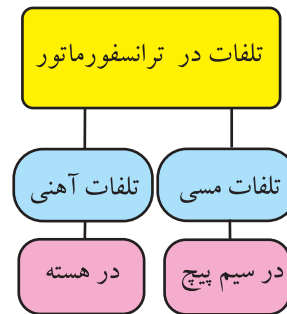 تلفات در ترانسفورماتور
تلفات مسی
تلفات آهنی
در سیم پیچ
در هسته